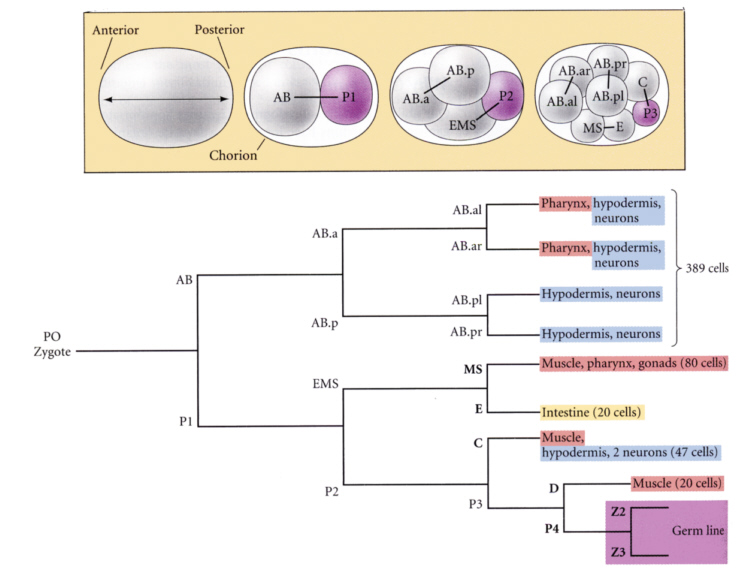 Anterior
Posterior
AB
P1
Chorion
AB.p
AB.a
P2
EMS
AB.pr
AB.ar
C
AB.al
AB.pl
P3
MS
E
AB.al
Pharynx, hypodermis,
neurons
AB.a
AB.ar
Pharynx, hypodermis,
neurons
389 cells
AB
AB.pl
Hypodermis, neurons
AB.p
AB.pr
Hypodermis, neurons
PO
Zygote
MS
Muscle, pharynx, gonads (80 cells)
EMS
E
Intestine (20 cells)
P1
C
Muscle,
hypodermis, 2 neurons (47 cells)
P2
P3
D
Muscle (20 cells)
P4
Z2
Germ line
Z3